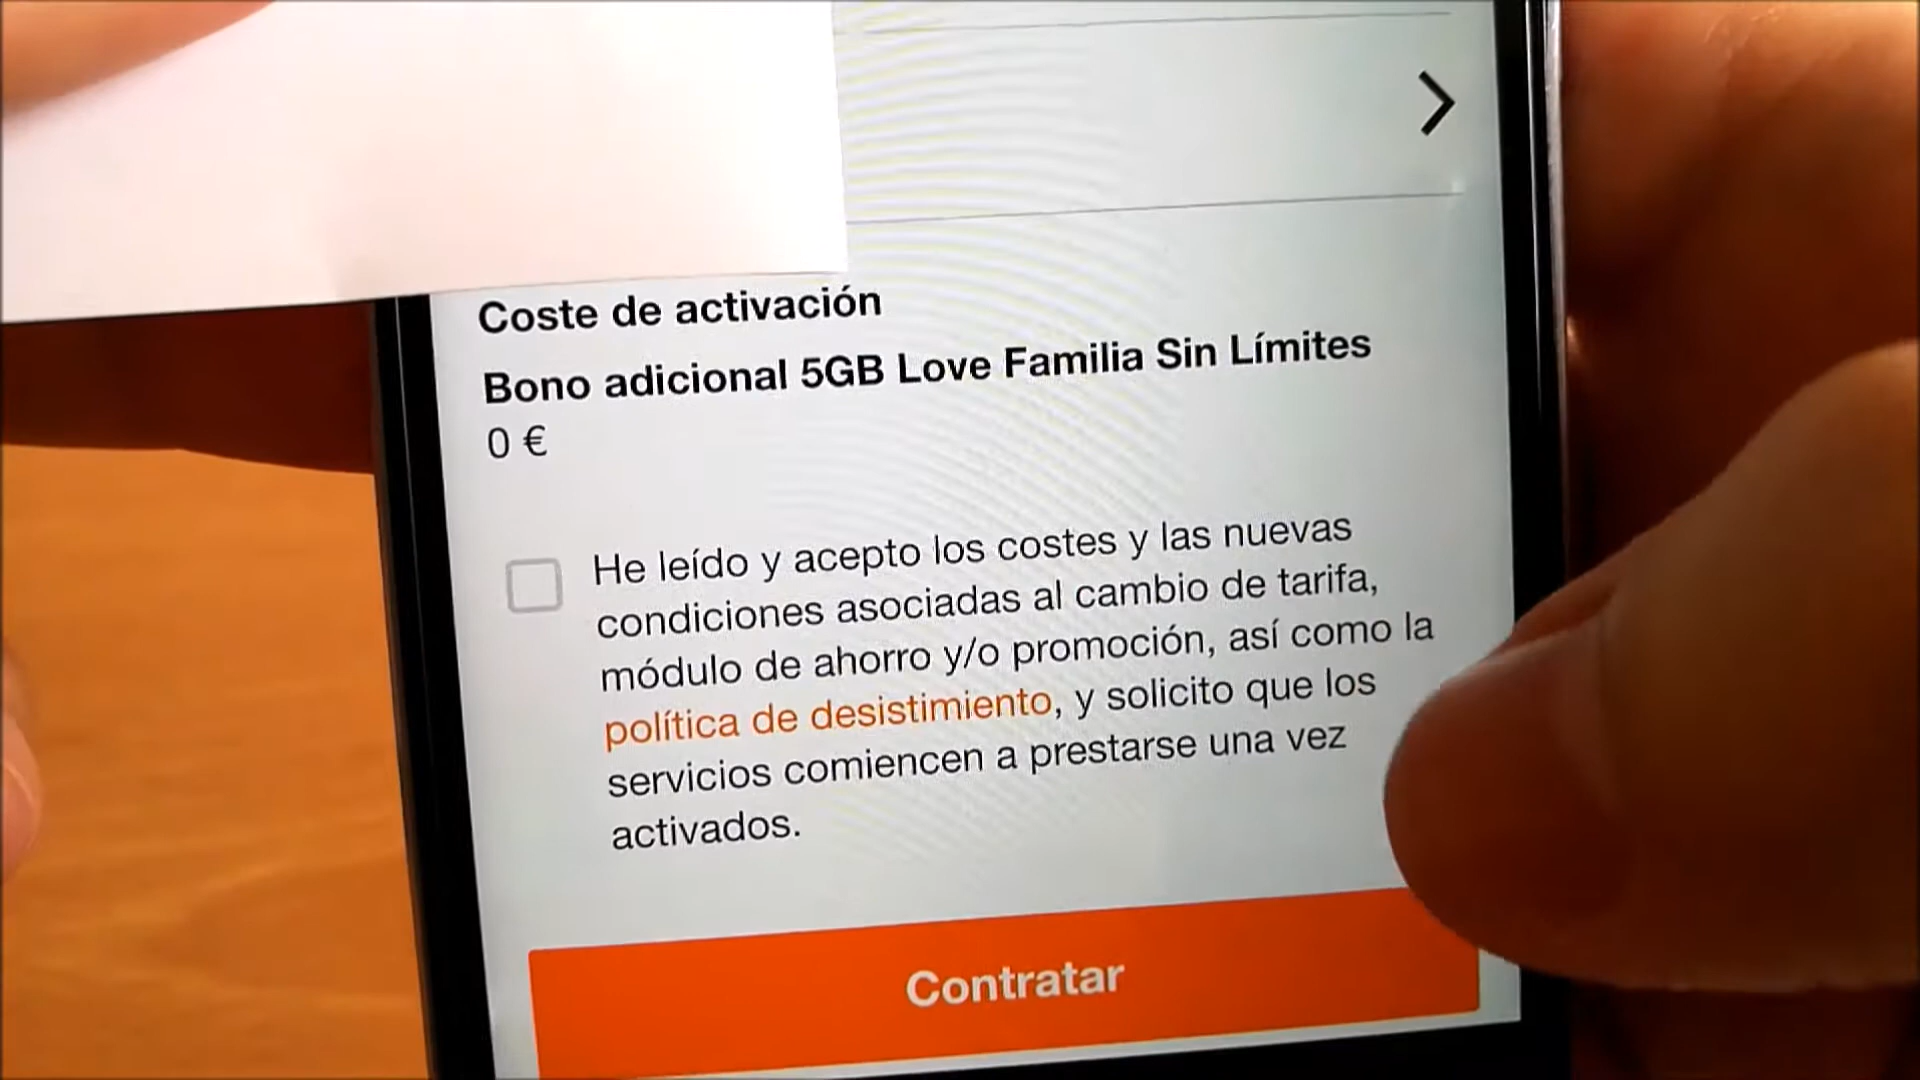 Coste de activación
Bono adicional 5GB Love Familia Sin Límites
0 €
He leído y acepto los costes y las nuevas
condiciones asociadas al cambio de tarifa,
módulo de ahorro y/o promoción, así como la
política de desistimiento, y solicito que los
servicios comiencen a prestarse una vez
activados.
Contratar